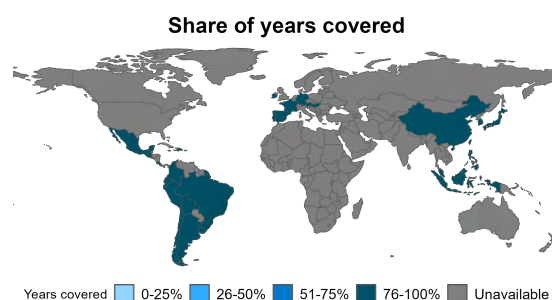 Share of years covered
Years covered 0-25% 26-50% 51-75% 76-100% Unavailable